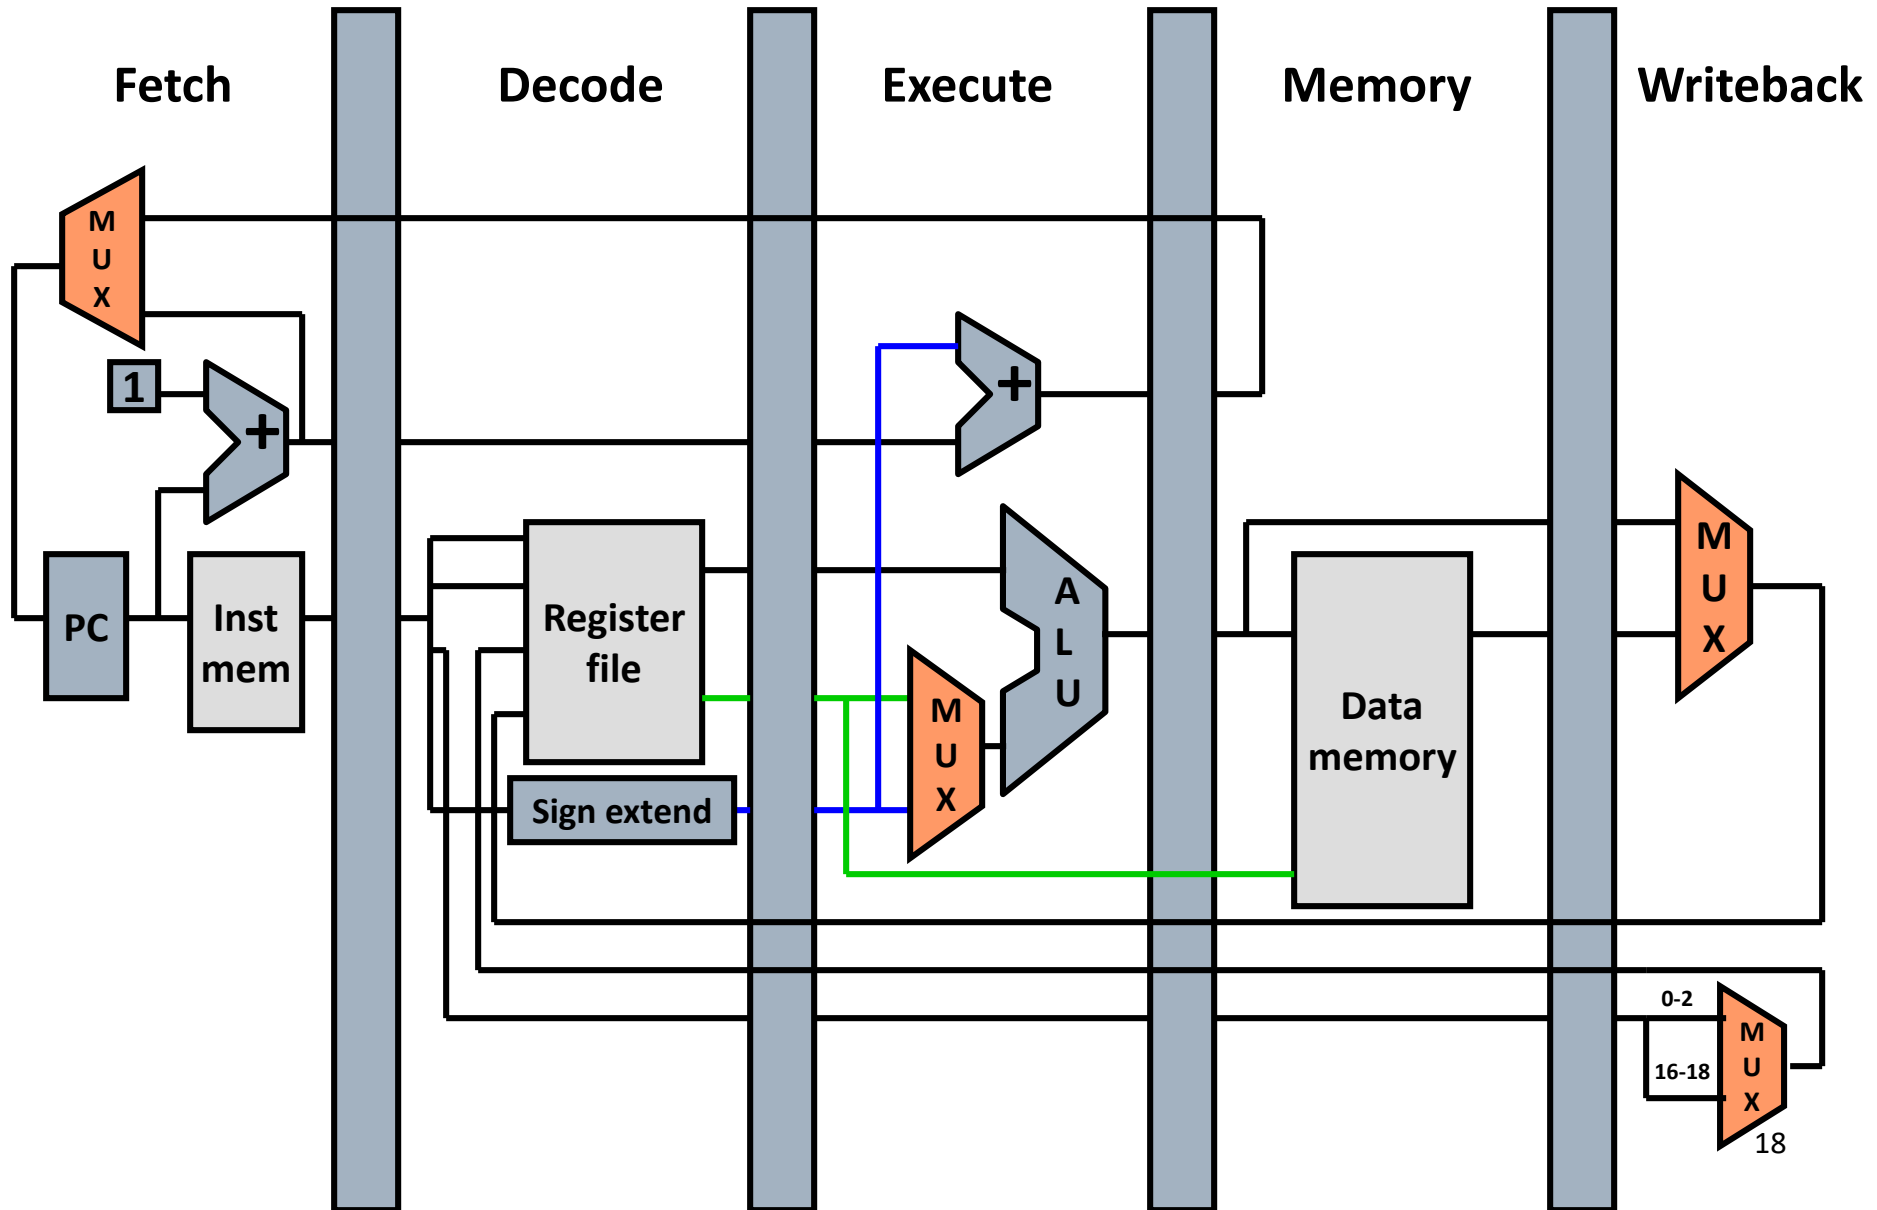 Fetch
Decode
Execute
Memory
Writeback
M
U
X
1
+
PC
Inst
mem
Register
file
Sign extend
+
M
U
X
A
L
U
Data
memory
M
U
X
0-2
16-18
M
U
X
18